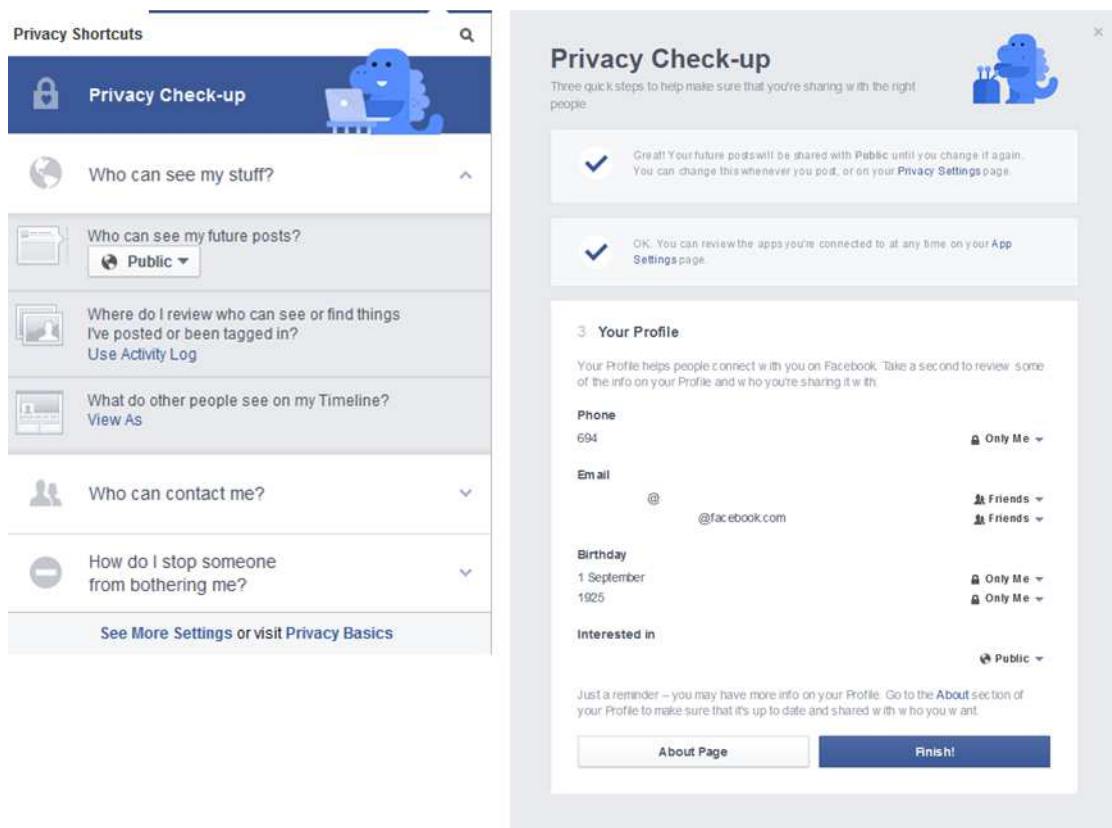 Privacy Shortcuts
Privacy Check-up
Who can see my stuff?
Who can see my future posts?
Public
Where do I review who can see or find things
I've posted or been tagged in?
Use Activity Log
What do other people see on my Timeline?
View As
Who can contact me?
How do I stop someone
from bothering me?
See More Settings or visit Privacy Basics
Privacy Check-up
Three quick steps to help make sure that you're sharing with the right
people
Great! Your future posts will be shared with Public until you change it again.
You can change this whenever you post, or on your Privacy Settings page.
OK. You can review the apps you're connected to at any time on your App
Settings page.
3 Your Profile
Your Profile helps people connect with you on Facebook. Take a second to review some
of the info on your Profile and who you're sharing it with.
Phone
694 Only Me
Email
@ Friends
@facebook.com Friends
Birthday
1 September Only Me
1925 Only Me
Interested in
Public
Just a reminder – you may have more info on your Profile. Go to the About section of
your Profile to make sure that it's up to date and shared with who you want.
About Page Finish!